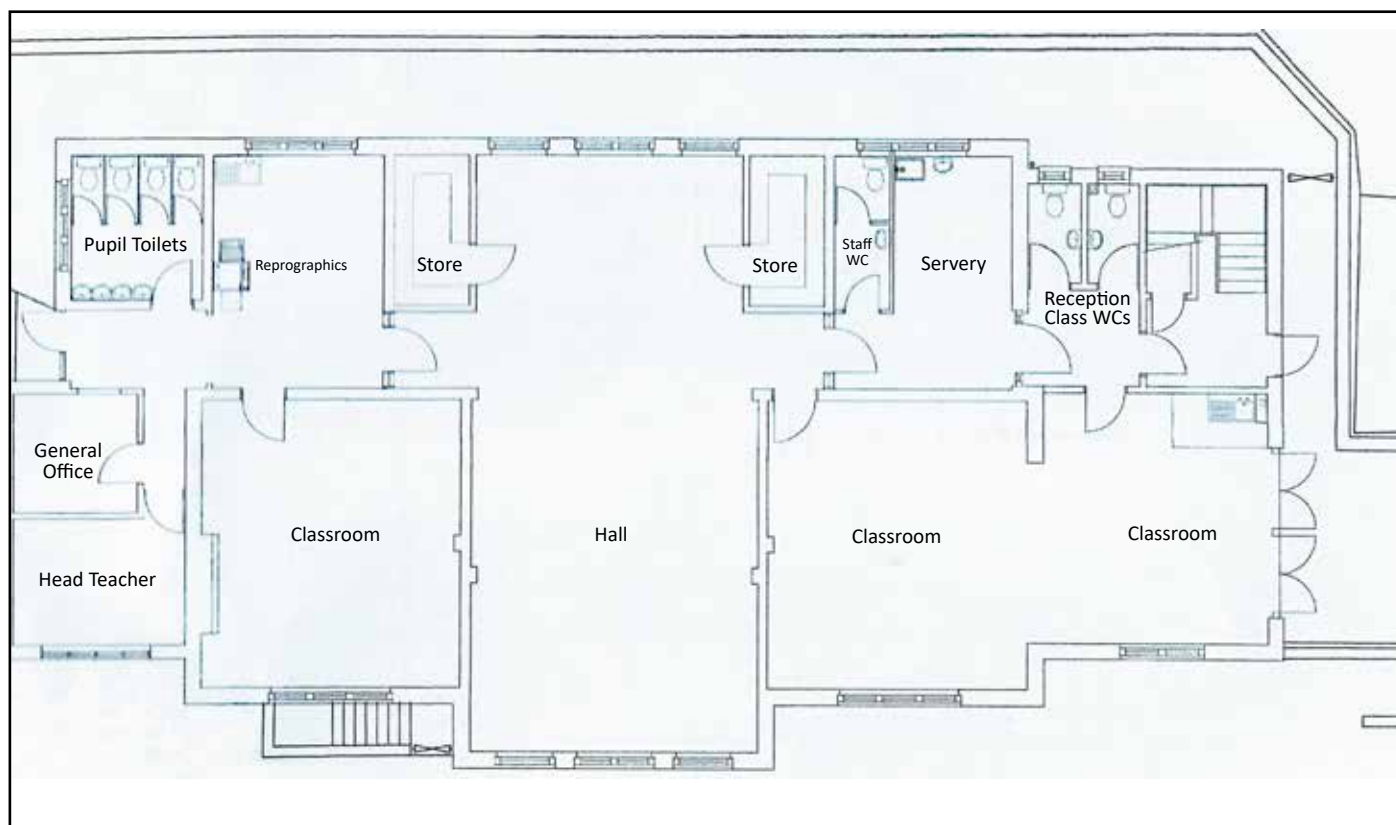 Pupil Toilets
Reprographics
Store
Store
Staff
WC
Servery
Reception
Class WCs
General
Office
Head Teacher
Classroom
Hall
Classroom
Classroom